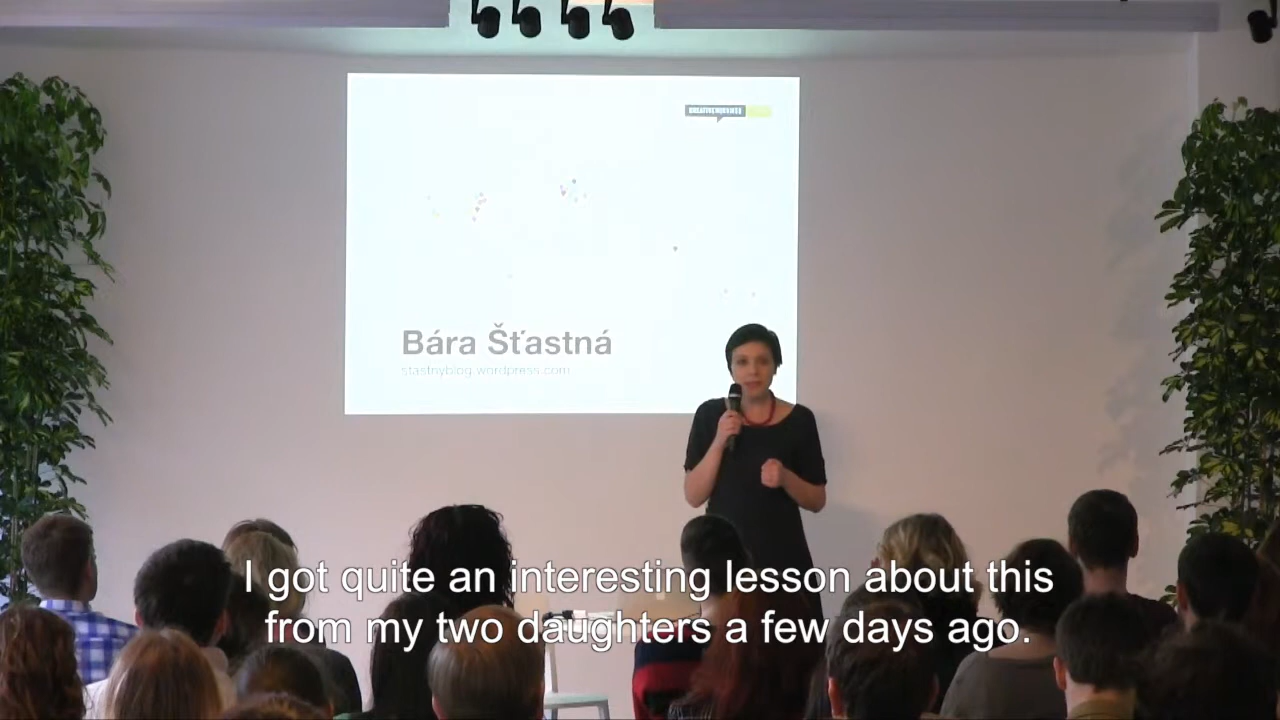 CREATIVEMORNINGS
Bára Šťastná
stastnyblog.wordpress.com
I got quite an interesting lesson about this
from my two daughters a few days ago.